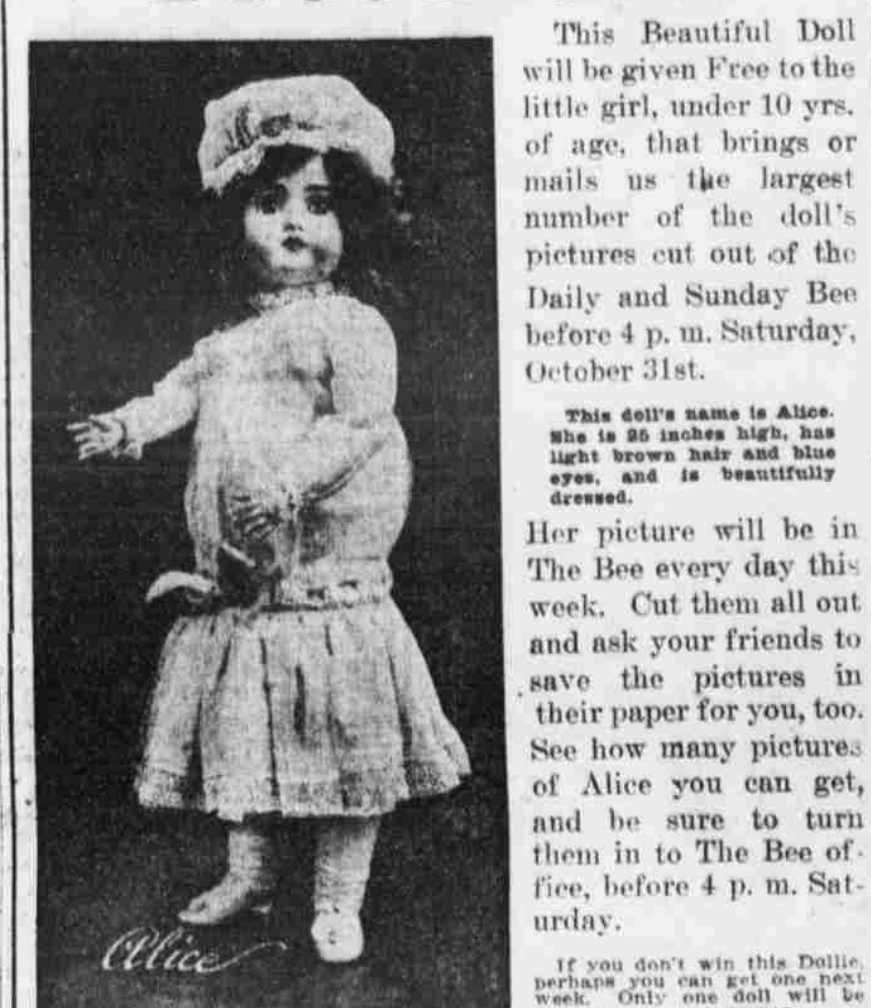 This Beautiful Doll
will be given Free to the
little girl, under 10 yrs.
of age, that brings or
mails us the largest
number of the doll's
pictures cut out of the
Daily and Sunday Bee
before 4 p. m. Saturday,
October 31st.
This doll's name is Alice.
She is 25 inches high, has
light brown hair and blue
eyes, and is beautifully
dressed.
Her picture will be in
The Bee every day this
week. Cut them all out
and ask your friends to
save the pictures in
their paper for you, too.
See how many pictures
of Alice you can get,
and be sure to turn
them in to The Bee of-
fice, before 4 p. m. Sat-
urday.
If you don't win this Dollie,
perhaps you can get one next
week. Only one doll will be
Alice